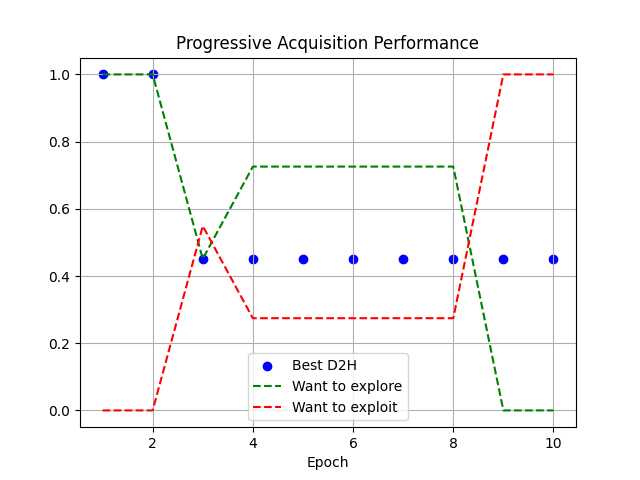 Progressive Acquisition Performance
1.0
0.8
0.6
0.4
0.2
0.0
Best D2H
Want to explore
Want to exploit
2 4 6 8 10
Epoch